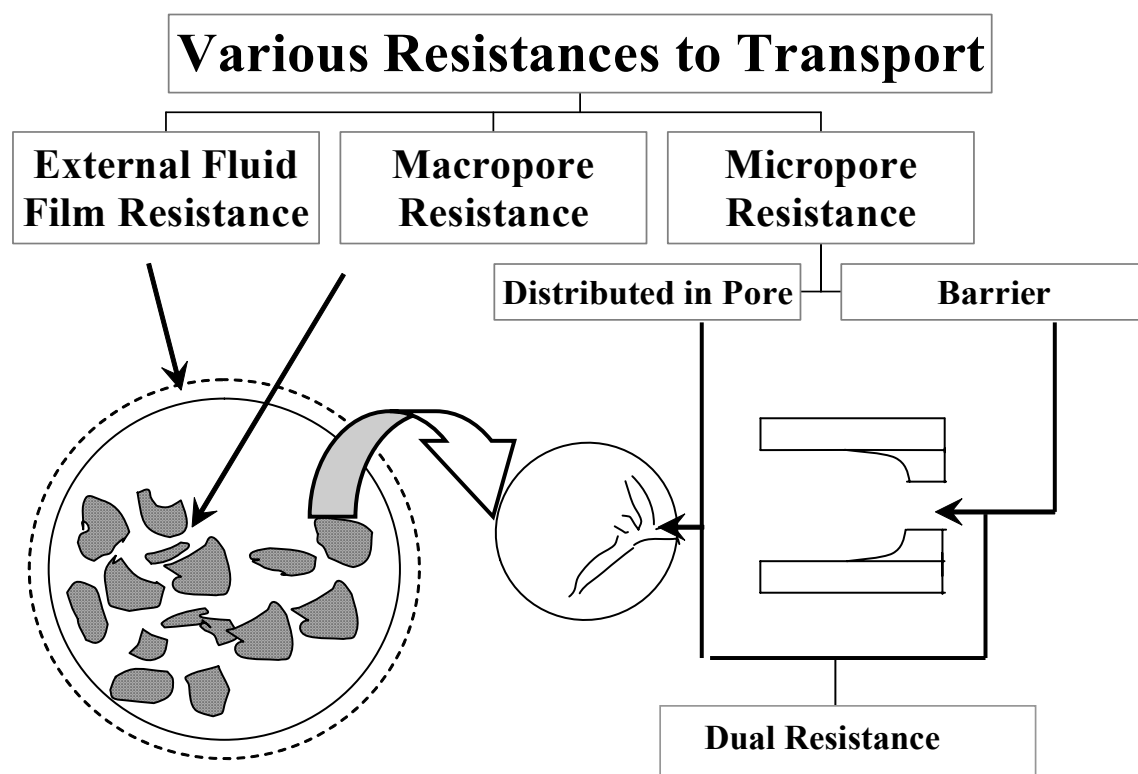 Various Resistances to Transport
External Fluid
Film Resistance
Macropore
Resistance
Micropore
Resistance
Distributed in Pore
Barrier
Dual Resistance